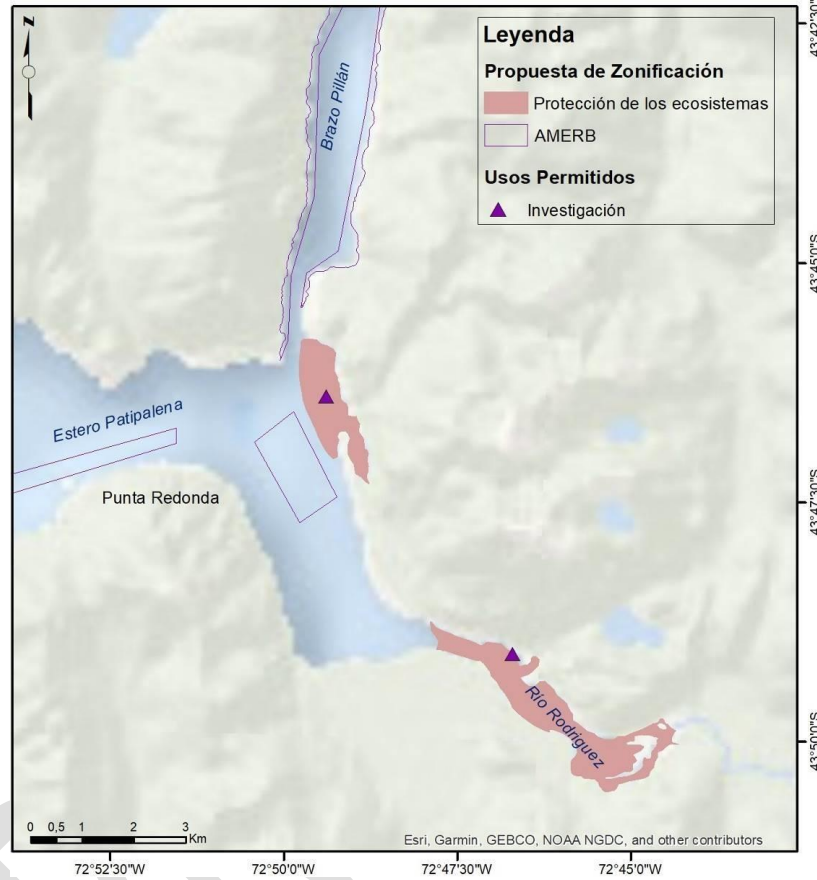 N
Leyenda
Propuesta de Zonificación
Protección de los ecosistemas
AMERB
Usos Permitidos
Investigación
Brazo Pillán
Estero Patipalena
Punta Redonda
Rio Rodriguez
0 0,5 1 2 3
Km
Esri, Garmin, GEBCO, NOAA NGDC, and other contributors
72°52'30"W 72°50'0"W 72°47'30"W 72°45'0"W
43°42'30"
43°45'0"S
43°47'30"S
43°50'0"S